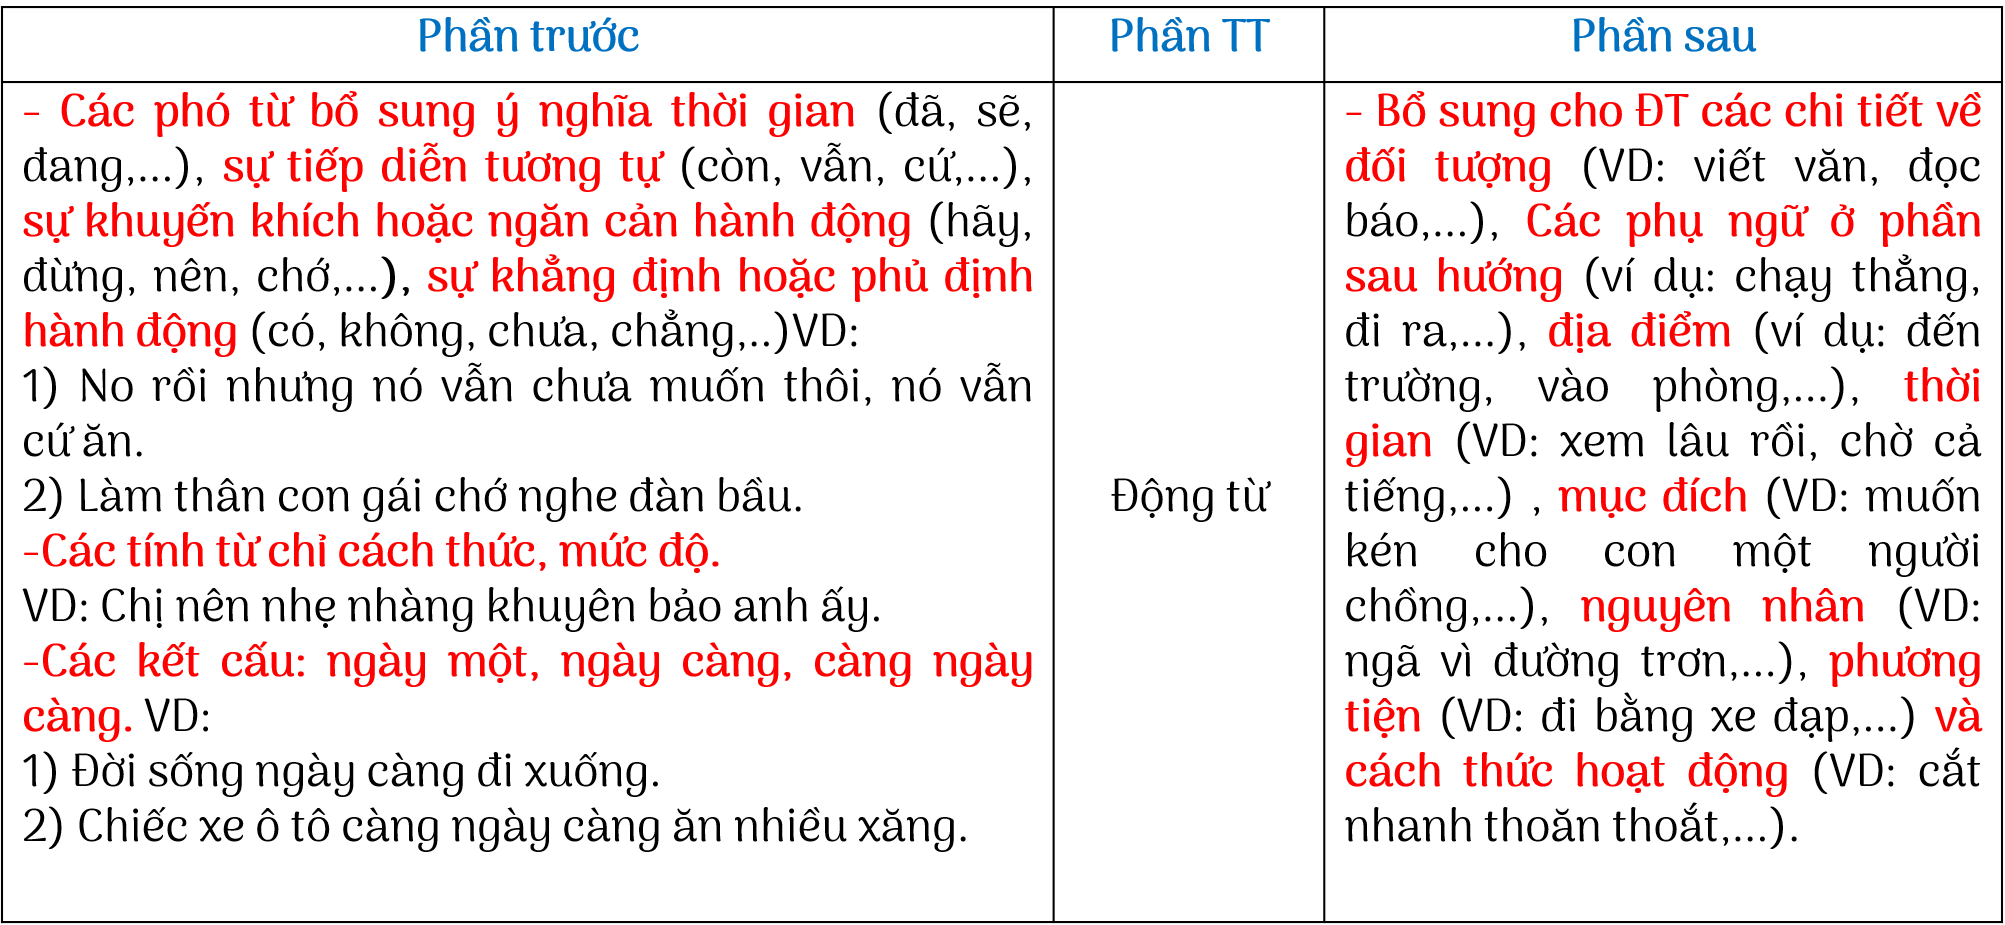 Phần trước
Phần TT
Phần sau
- Các phó từ bổ sung ý nghĩa thời gian (đã, sẽ,
đang,...), sự tiếp diễn tương tự (còn, vẫn, cứ,...),
sự khuyến khích hoặc ngăn cản hành động (hãy,
đừng, nên, chớ,...), sự khẳng định hoặc phủ định
hành động (có, không, chưa, chẳng,..)VD:
1) No rồi nhưng nó vẫn chưa muốn thôi, nó vẫn
cứ ăn.
2) Làm thân con gái chớ nghe đàn bầu.
-Các tính từ chỉ cách thức, mức độ.
VD: Chị nên nhẹ nhàng khuyên bảo anh ấy.
-Các kết cấu: ngày một, ngày càng, càng ngày
càng. VD:
1) Đời sống ngày càng đi xuống.
2) Chiếc xe ô tô càng ngày càng ăn nhiều xăng.
Động từ
- Bổ sung cho ĐT các chi tiết về
đối tượng (VD: viết văn, đọc
báo,...), Các phụ ngữ ở phần
sau hướng (ví dụ: chạy thẳng,
đi ra,...), địa điểm (ví dụ: đến
trường, vào phòng,...), thời
gian (VD: xem lâu rồi, chờ cả
tiếng,...) , mục đích (VD: muốn
kén cho con một người
chồng,...), nguyên nhân (VD:
ngã vì đường trơn,...), phương
tiện (VD: đi bằng xe đạp,...) và
cách thức hoạt động (VD: cắt
nhanh thoăn thoắt,...).